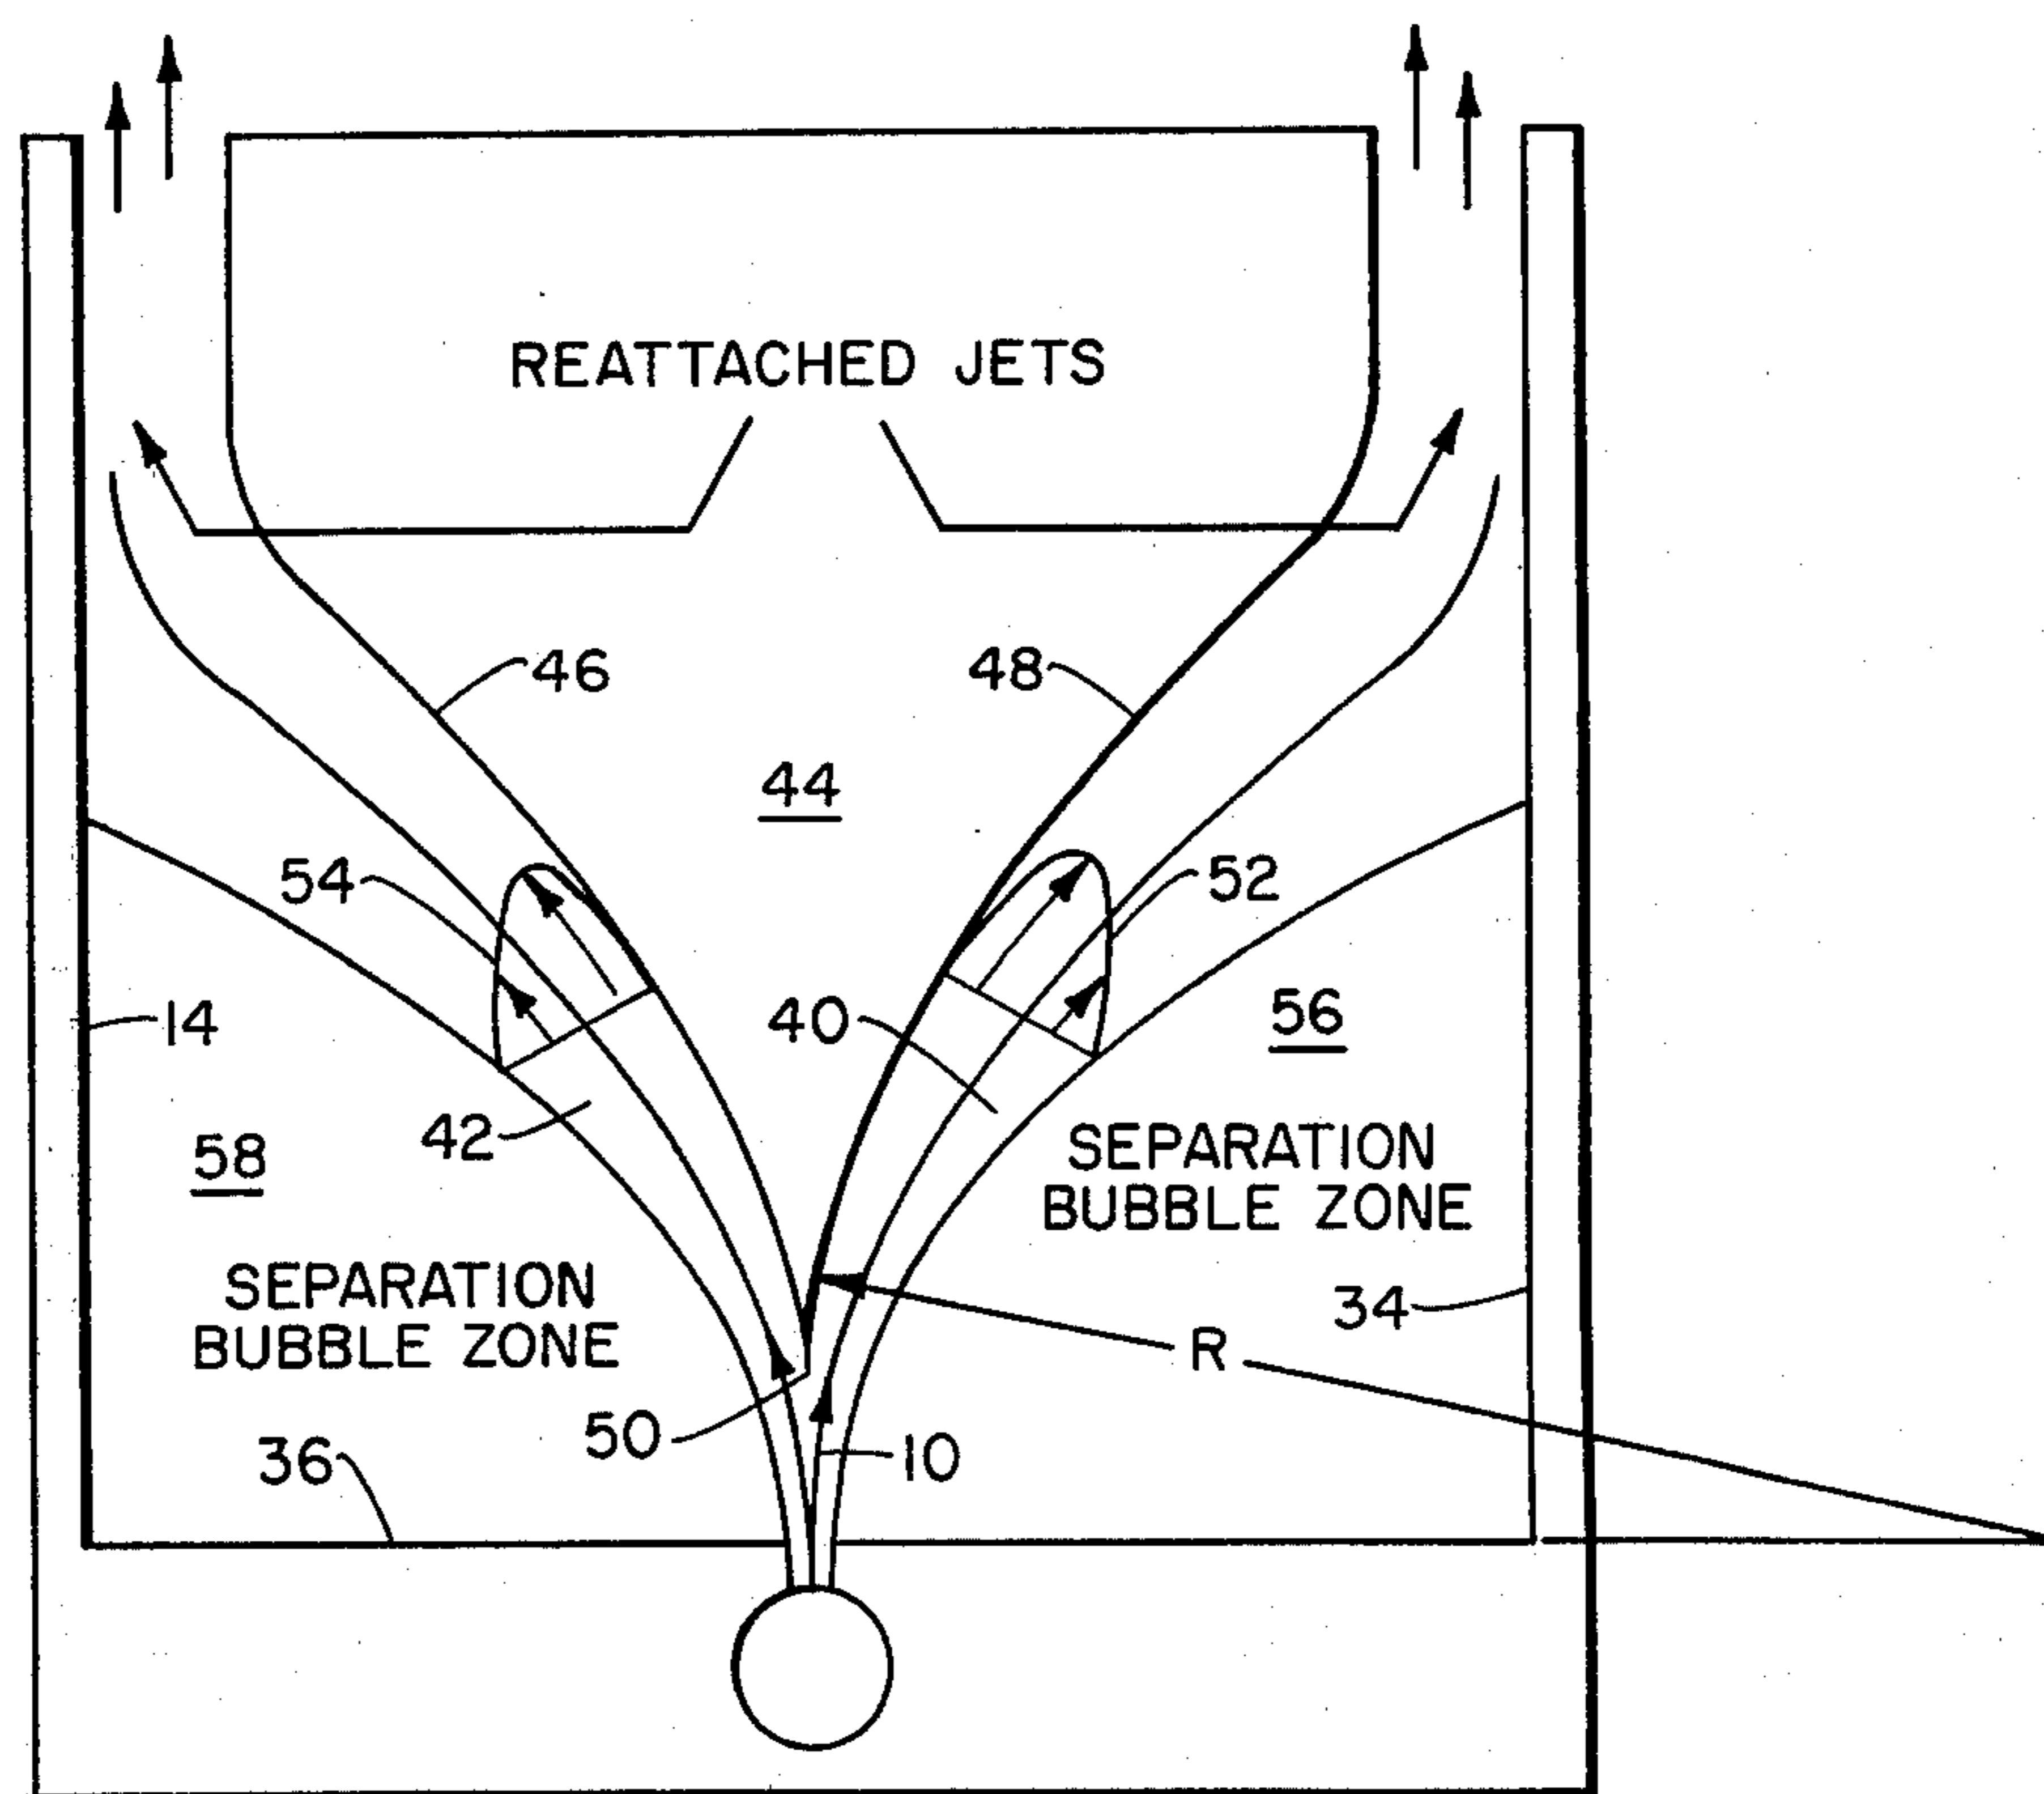 REATTACHED JETS
46
48
44
54
52
14
40
56
42
58
SEPARATION
BUBBLE ZONE
SEPARATION
BUBBLE ZONE
34
R
50
10
36